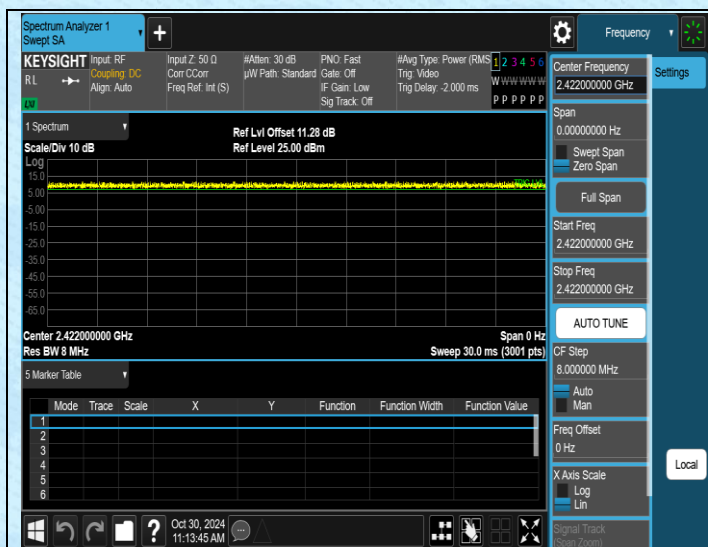 Spectrum Analyzer 1
Swept SA
Frequency
KEYSIGHT
R L
LXI
Input: RF
Coupling: DC
Align: Auto
Input Z: 50 Ω
Corr CCorr
Freq Ref: Int (S)
#Atten: 30 dB
µW Path: Standard
PNO: Fast
Gate: Off
IF Gain: Low
Sig Track: Off
#Avg Type: Power (RMS
Trig: Video
Trig Delay: -2.000 ms
1 2 3 4 5 6
W W W W W W
P P P P P P
Center Frequency
2.422000000 GHz
Settings
Span
0.00000000 Hz
Swept Span
Zero Span
Full Span
Start Freq
2.422000000 GHz
Stop Freq
2.422000000 GHz
AUTO TUNE
CF Step
8.000000 MHz
Auto
Man
Freq Offset
0 Hz
X Axis Scale
Log
Lin
Signal Track
(Span Zoom)
Local
1 Spectrum
Scale/Div 10 dB
Ref Lvl Offset 11.28 dB
Ref Level 25.00 dBm
Log
15.0
5.00
-5.00
-15.0
-25.0
-35.0
-45.0
-55.0
-65.0
Center 2.422000000 GHz
Span 0 Hz
Res BW 8 MHz
Sweep 30.0 ms (3001 pts)
5 Marker Table
Mode Trace Scale X Y Function Function Width Function Value
1
2
3
4
5
6
?
Oct 30, 2024
11:13:45 AM